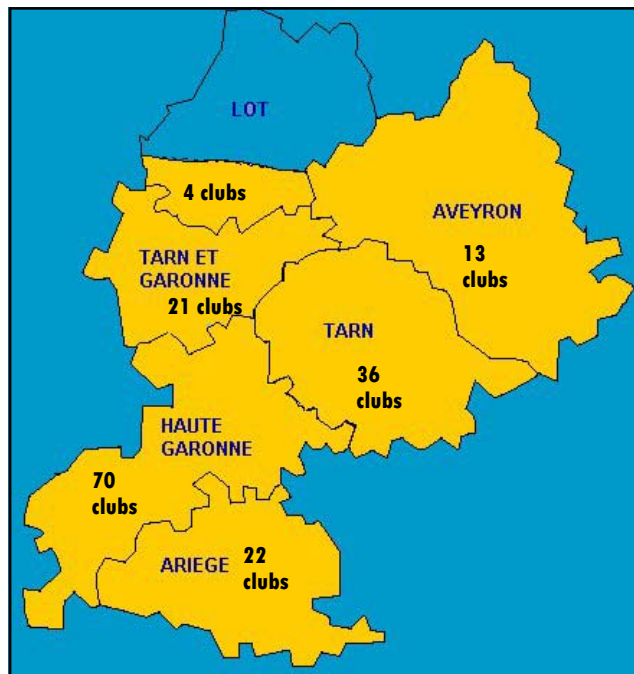 LOT
4 clubs
AVEYRON
13
clubs
TARN ET
GARONNE
21 clubs
TARN
36
clubs
HAUTE
GARONNE
70
clubs
ARIEGE
22
clubs